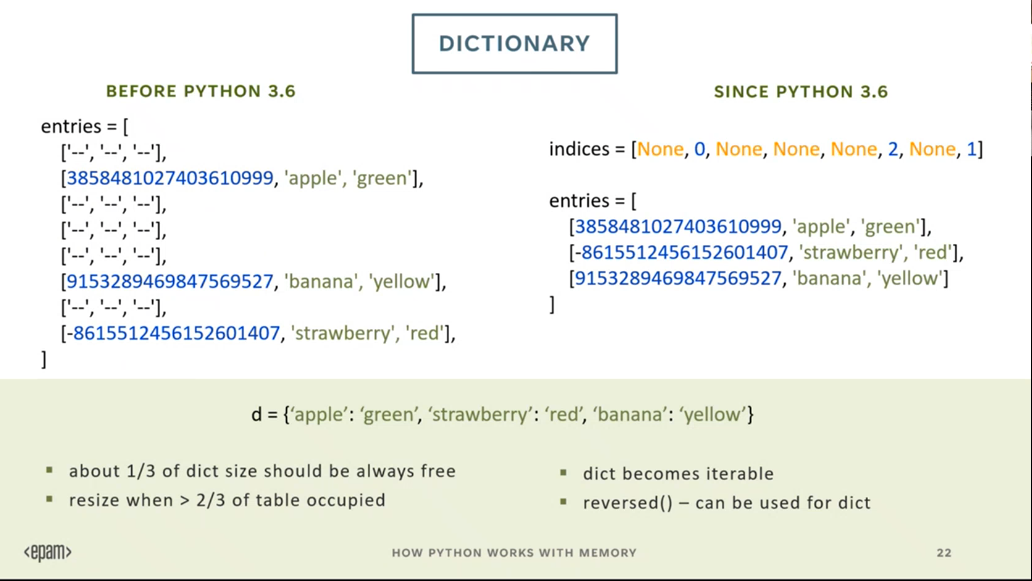 DICTIONARY
BEFORE PYTHON 3.6
entries = [
['--', '--', '--'],
[3858481027403610999, 'apple', 'green'],
['--', '--', '--'],
['--', '--', '--'],
['--', '--', '--'],
[9153289469847569527, 'banana', 'yellow'],
['--', '--', '--'],
[-8615512456152601407, 'strawberry', 'red'],
]
SINCE PYTHON 3.6
indices = [None, 0, None, None, None, 2, None, 1]
entries = [
[3858481027403610999, 'apple', 'green'],
[-8615512456152601407, 'strawberry', 'red'],
[9153289469847569527, 'banana', 'yellow']
]
d = {‘apple’: ‘green’, ‘strawberry’: ‘red’, ‘banana’: ‘yellow’}
▪ about 1/3 of dict size should be always free
▪ resize when > 2/3 of table occupied
▪ dict becomes iterable
▪ reversed() – can be used for dict
<epam>
HOW PYTHON WORKS WITH MEMORY
22